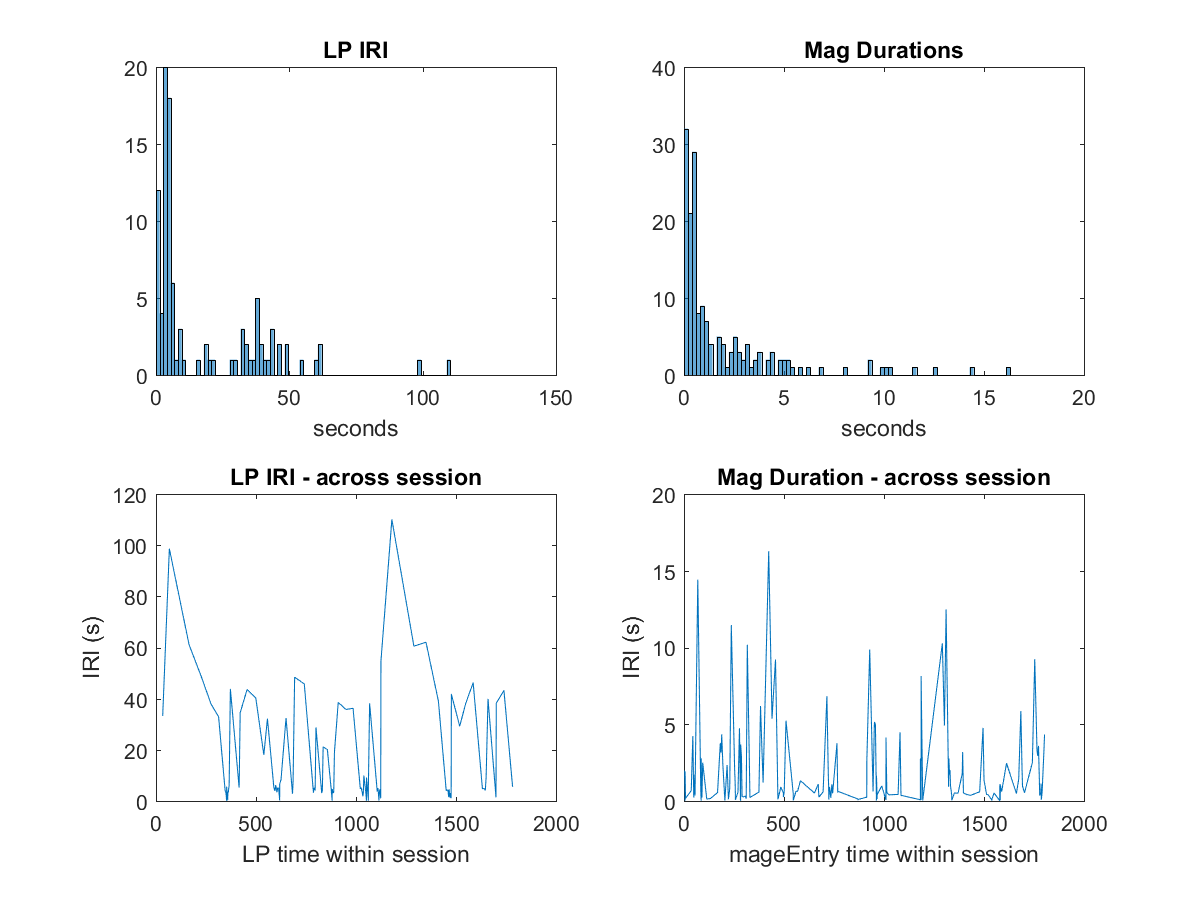 LP IRI
20
15
10
5
0
0 50 100 150
seconds
Mag Durations
40
30
20
10
0
0 5 10 15 20
seconds
LP IRI - across session
120
100
80
60
40
20
0
IRI (s)
0 500 1000 1500 2000
LP time within session
Mag Duration - across session
20
15
10
5
0
IRI (s)
0 500 1000 1500 2000
mageEntry time within session